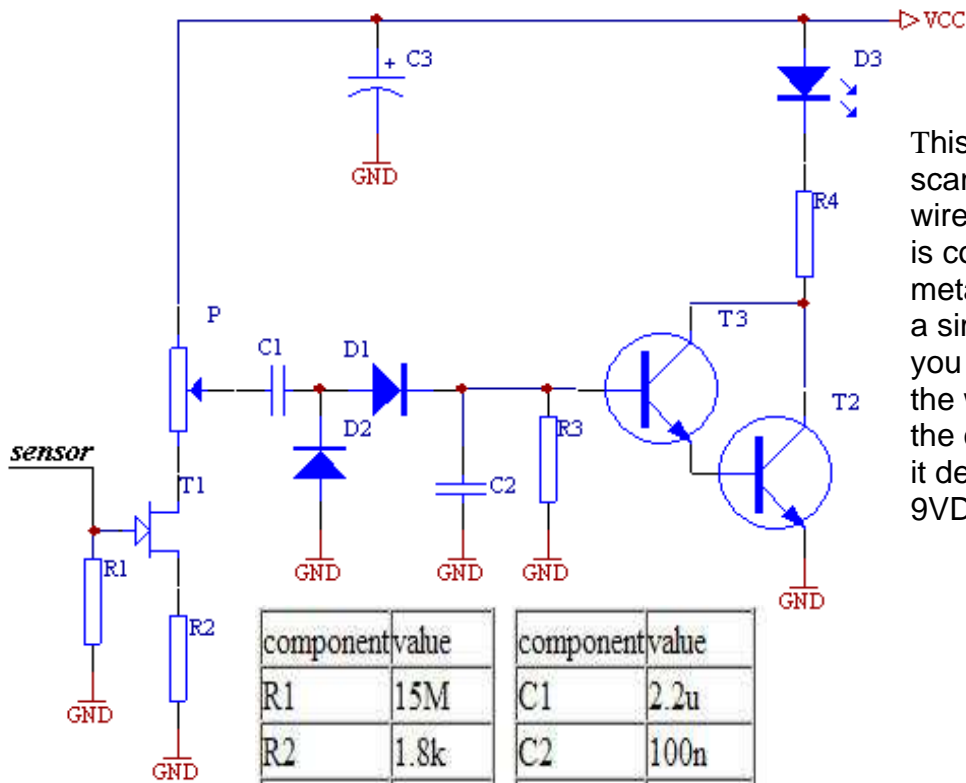 VCC
C3
D3
GND
This
scan
wire
is co
meta
R4
a sin
P
T3
you
C1
D1
the v
T2
the c
D2
R3
it de
sensor
T1
C2
9VD
R1
GND
GND
GND
GND
R2
component value
component value
R1 15M
C1 2.2u
GND
R2 1.8k
C2 100n
GND